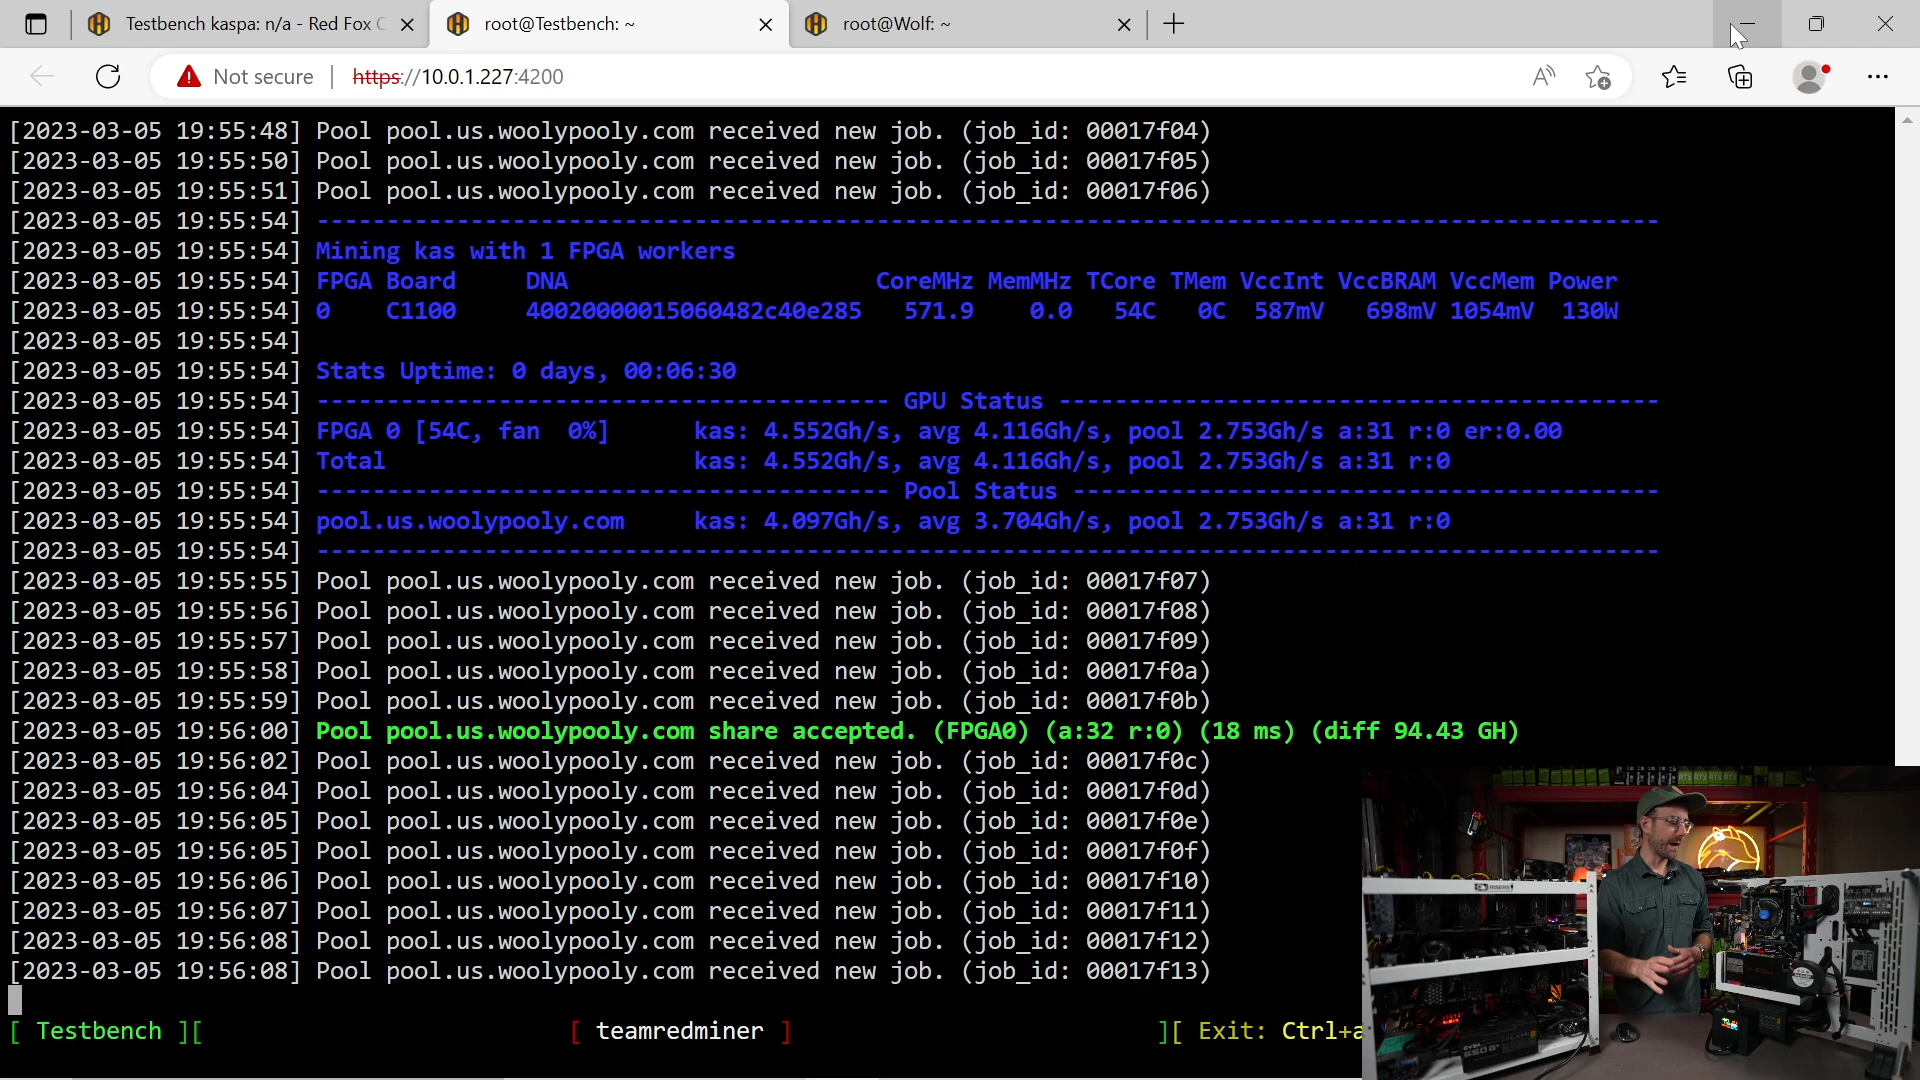 Testbench kaspa: n/a - Red Fox C
root@Testbench: ~
root@Wolf: ~
Not secure
https://10.0.1.227:4200
[2023-03-05 19:55:48] Pool pool.us.woolypooly.com received new job. (job_id: 00017f04)
[2023-03-05 19:55:50] Pool pool.us.woolypooly.com received new job. (job_id: 00017f05)
[2023-03-05 19:55:51] Pool pool.us.woolypooly.com received new job. (job_id: 00017f06)
[2023-03-05 19:55:54] ------------------------------------------------------------------------------------------------
[2023-03-05 19:55:54] Mining kas with 1 FPGA workers
[2023-03-05 19:55:54] FPGA Board     DNA                      CoreMHz MemMHz TCore TMem VccInt VccBRAM VccMem Power
[2023-03-05 19:55:54] 0    C1100     400200000015060482c40e285   571.9    0.0   54C   0C  587mV   698mV 1054mV  130W
[2023-03-05 19:55:54]
[2023-03-05 19:55:54] Stats Uptime: 0 days, 00:06:30
[2023-03-05 19:55:54] ----------------------------------------- GPU Status -------------------------------------------
[2023-03-05 19:55:54] FPGA 0 [54C, fan  0%]      kas: 4.552Gh/s, avg 4.116Gh/s, pool 2.753Gh/s a:31 r:0 er:0.00
[2023-03-05 19:55:54] Total                      kas: 4.552Gh/s, avg 4.116Gh/s, pool 2.753Gh/s a:31 r:0
[2023-03-05 19:55:54] ----------------------------------------- Pool Status ------------------------------------------
[2023-03-05 19:55:54] pool.us.woolypooly.com     kas: 4.097Gh/s, avg 3.704Gh/s, pool 2.753Gh/s a:31 r:0
[2023-03-05 19:55:54] ------------------------------------------------------------------------------------------------
[2023-03-05 19:55:55] Pool pool.us.woolypooly.com received new job. (job_id: 00017f07)
[2023-03-05 19:55:56] Pool pool.us.woolypooly.com received new job. (job_id: 00017f08)
[2023-03-05 19:55:57] Pool pool.us.woolypooly.com received new job. (job_id: 00017f09)
[2023-03-05 19:55:58] Pool pool.us.woolypooly.com received new job. (job_id: 00017f0a)
[2023-03-05 19:55:59] Pool pool.us.woolypooly.com received new job. (job_id: 00017f0b)
[2023-03-05 19:56:00] Pool pool.us.woolypooly.com share accepted. (FPGA0) (a:32 r:0) (18 ms) (diff 94.43 GH)
[2023-03-05 19:56:02] Pool pool.us.woolypooly.com received new job. (job_id: 00017f0c)
[2023-03-05 19:56:04] Pool pool.us.woolypooly.com received new job. (job_id: 00017f0d)
[2023-03-05 19:56:05] Pool pool.us.woolypooly.com received new job. (job_id: 00017f0e)
[2023-03-05 19:56:05] Pool pool.us.woolypooly.com received new job. (job_id: 00017f0f)
[2023-03-05 19:56:06] Pool pool.us.woolypooly.com received new job. (job_id: 00017f10)
[2023-03-05 19:56:07] Pool pool.us.woolypooly.com received new job. (job_id: 00017f11)
[2023-03-05 19:56:08] Pool pool.us.woolypooly.com received new job. (job_id: 00017f12)
[2023-03-05 19:56:08] Pool pool.us.woolypooly.com received new job. (job_id: 00017f13)
[ Testbench ][ [ teamredminer ] ][ Exit: Ctrl+a